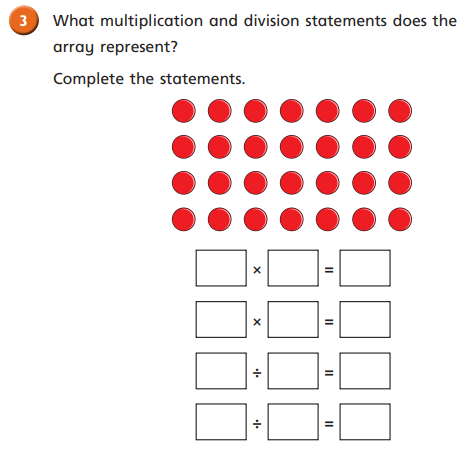 3 What multiplication and division statements does the
array represent?
Complete the statements.
× =
× =
÷ =
÷ =